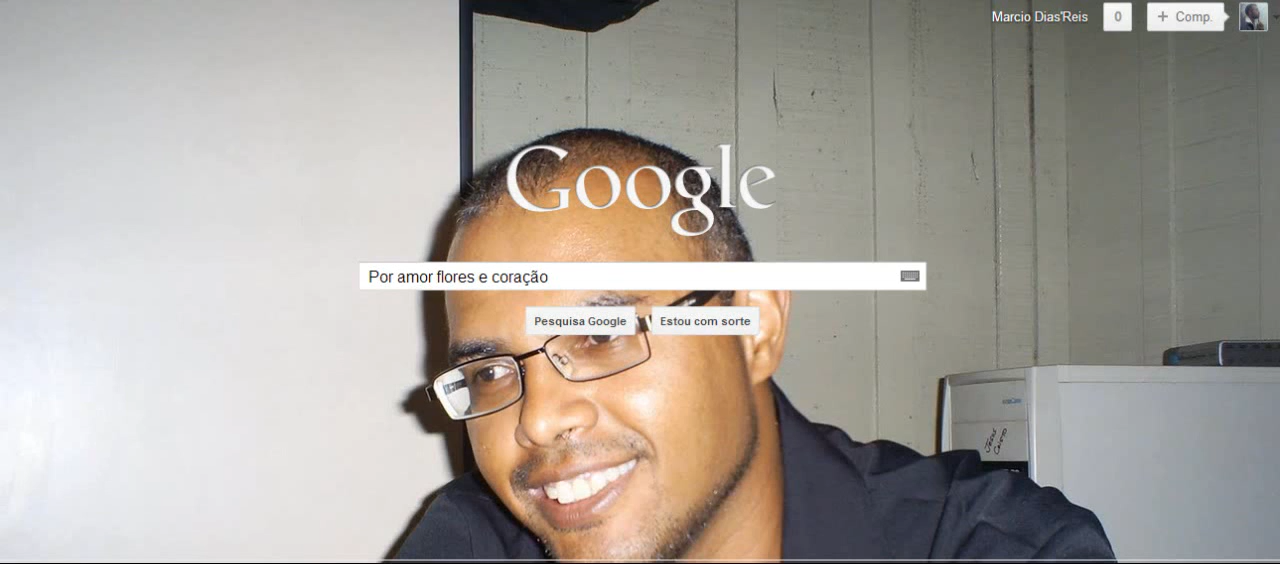 Marcio Dias'Reis 0 + Comp.
Google
Por amor flores e coração
Pesquisa Google Estou com sorte